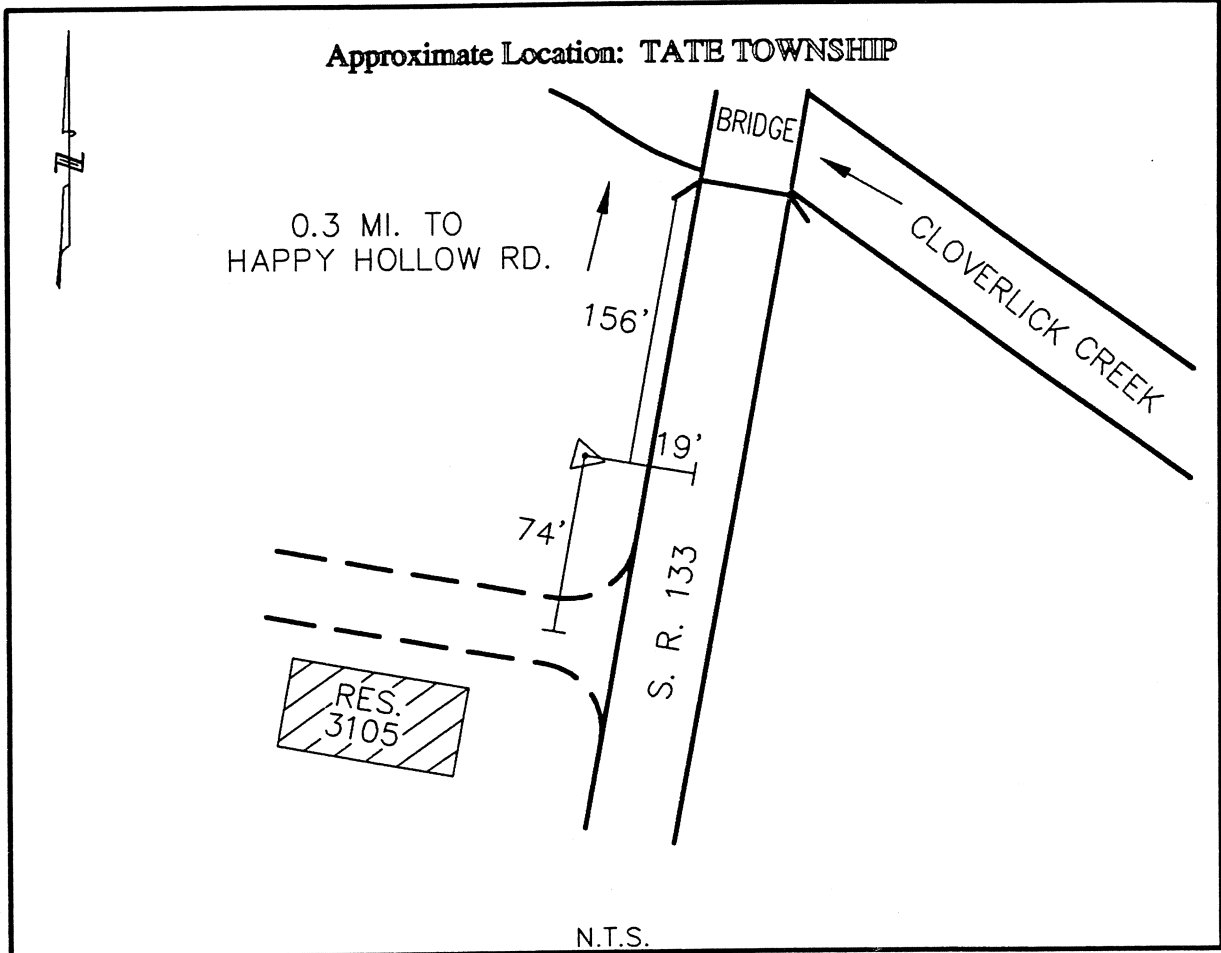 Approximate Location: TATE TOWNSHIP
N
BRIDGE
0.3 MI. TO
HAPPY HOLLOW RD.
CLOVERLICK CREEK
156'
19'
74'
S. R. 133
RES.
3105
N.T.S.